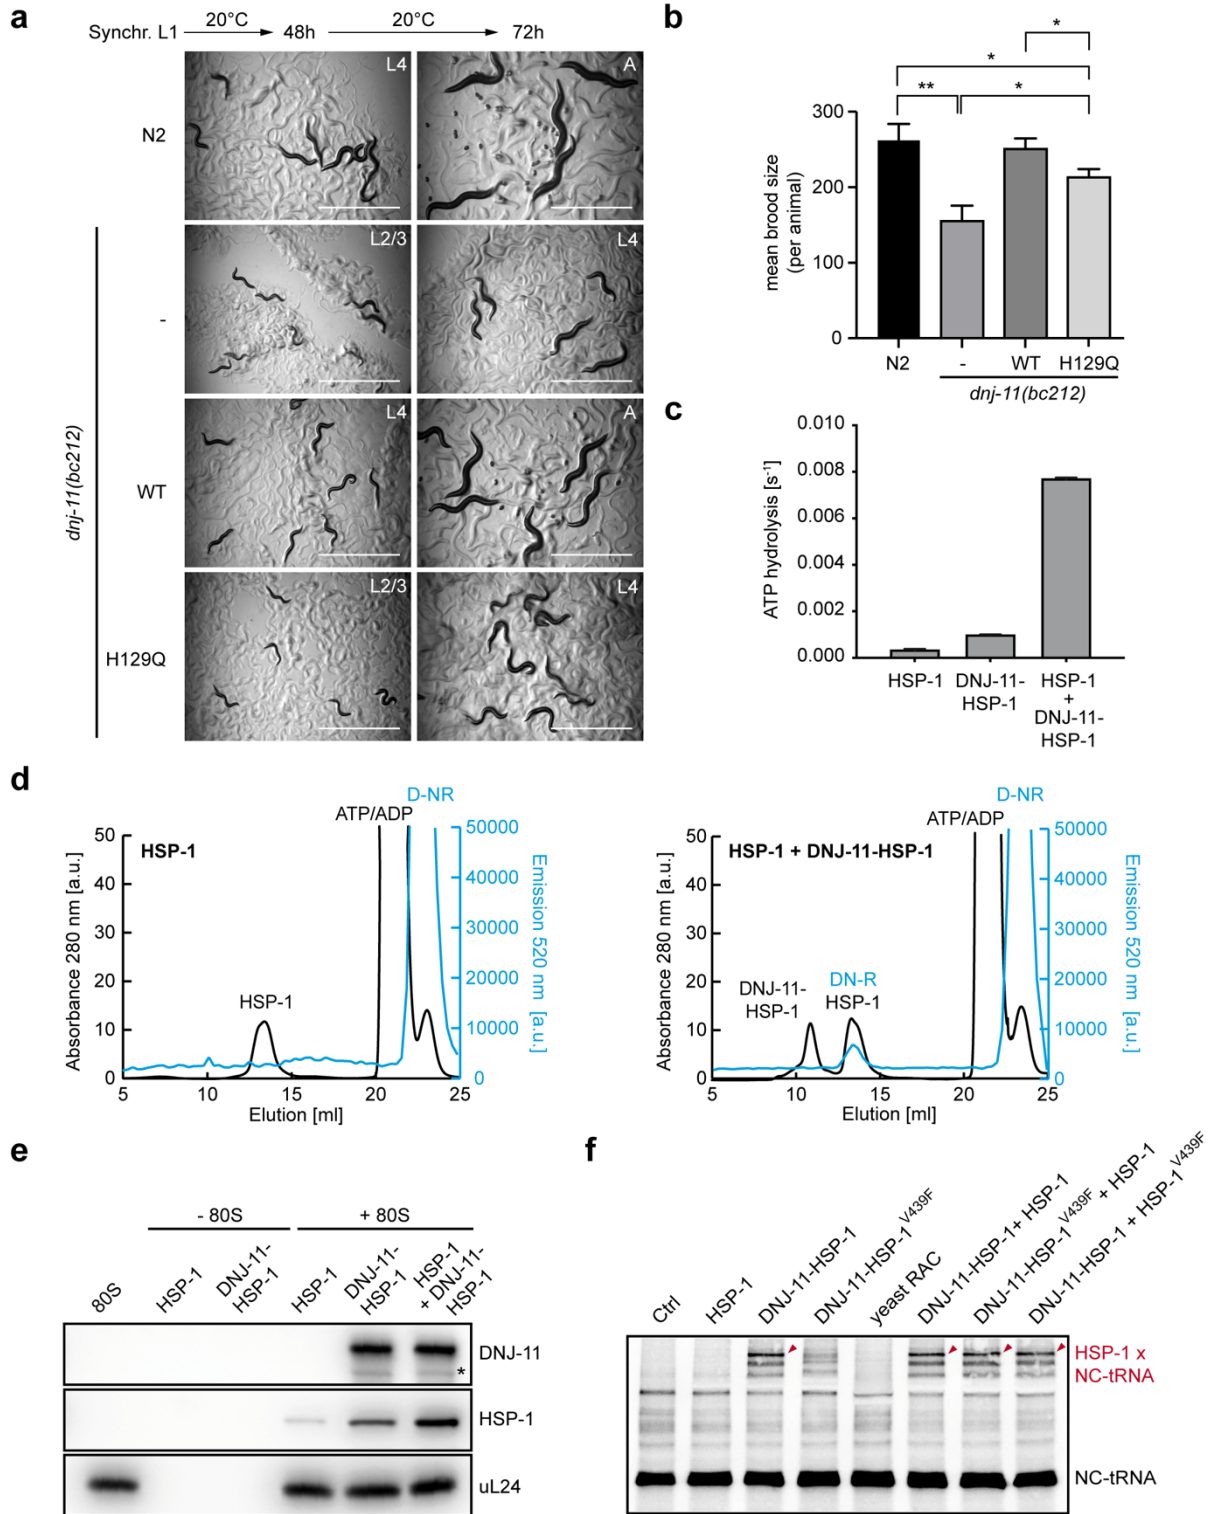 a
Synchr. L1
20°C
48h
20°C
72h
N2
L4
A
-
L2/3
L4
dnj-11(bc212)
WT
L4
A
H129Q
L2/3
L4
b
*
*
** *
mean brood size
(per animal)
300
200
100
0
N2 - WT H129Q
dnj-11(bc212)
c
ATP hydrolysis [s-1]
0.010
0.008
0.006
0.004
0.002
0.000
HSP-1
DNJ-11-
HSP-1
HSP-1
+
DNJ-11-
HSP-1
d
HSP-1
Absorbance 280 nm [a.u.]
50
40
30
20
10
0
HSP-1
ATP/ADP
D-NR
50000
40000
30000
20000
10000
0
Emission 520 nm [a.u.]
5 10 15 20 25
Elution [ml]
HSP-1 + DNJ-11-HSP-1
Absorbance 280 nm [a.u.]
50
40
30
20
10
0
DNJ-11-
HSP-1
DN-R
HSP-1
ATP/ADP
D-NR
50000
40000
30000
20000
10000
0
Emission 520 nm [a.u.]
5 10 15 20 25
Elution [ml]
e
- 80S
+ 80S
80S
HSP-1
DNJ-11-
HSP-1
HSP-1
DNJ-11-
HSP-1
HSP-1
+ DNJ-11-
HSP-1
DNJ-11
*
HSP-1
uL24
f
Ctrl
HSP-1
DNJ-11-HSP-1
DNJ-11-HSP-1V439F
yeast RAC
DNJ-11-HSP-1+ HSP-1
DNJ-11-HSP-1V439F + HSP-1
DNJ-11-HSP-1 + HSP-1V439F
HSP-1 x
NC-tRNA
NC-tRNA